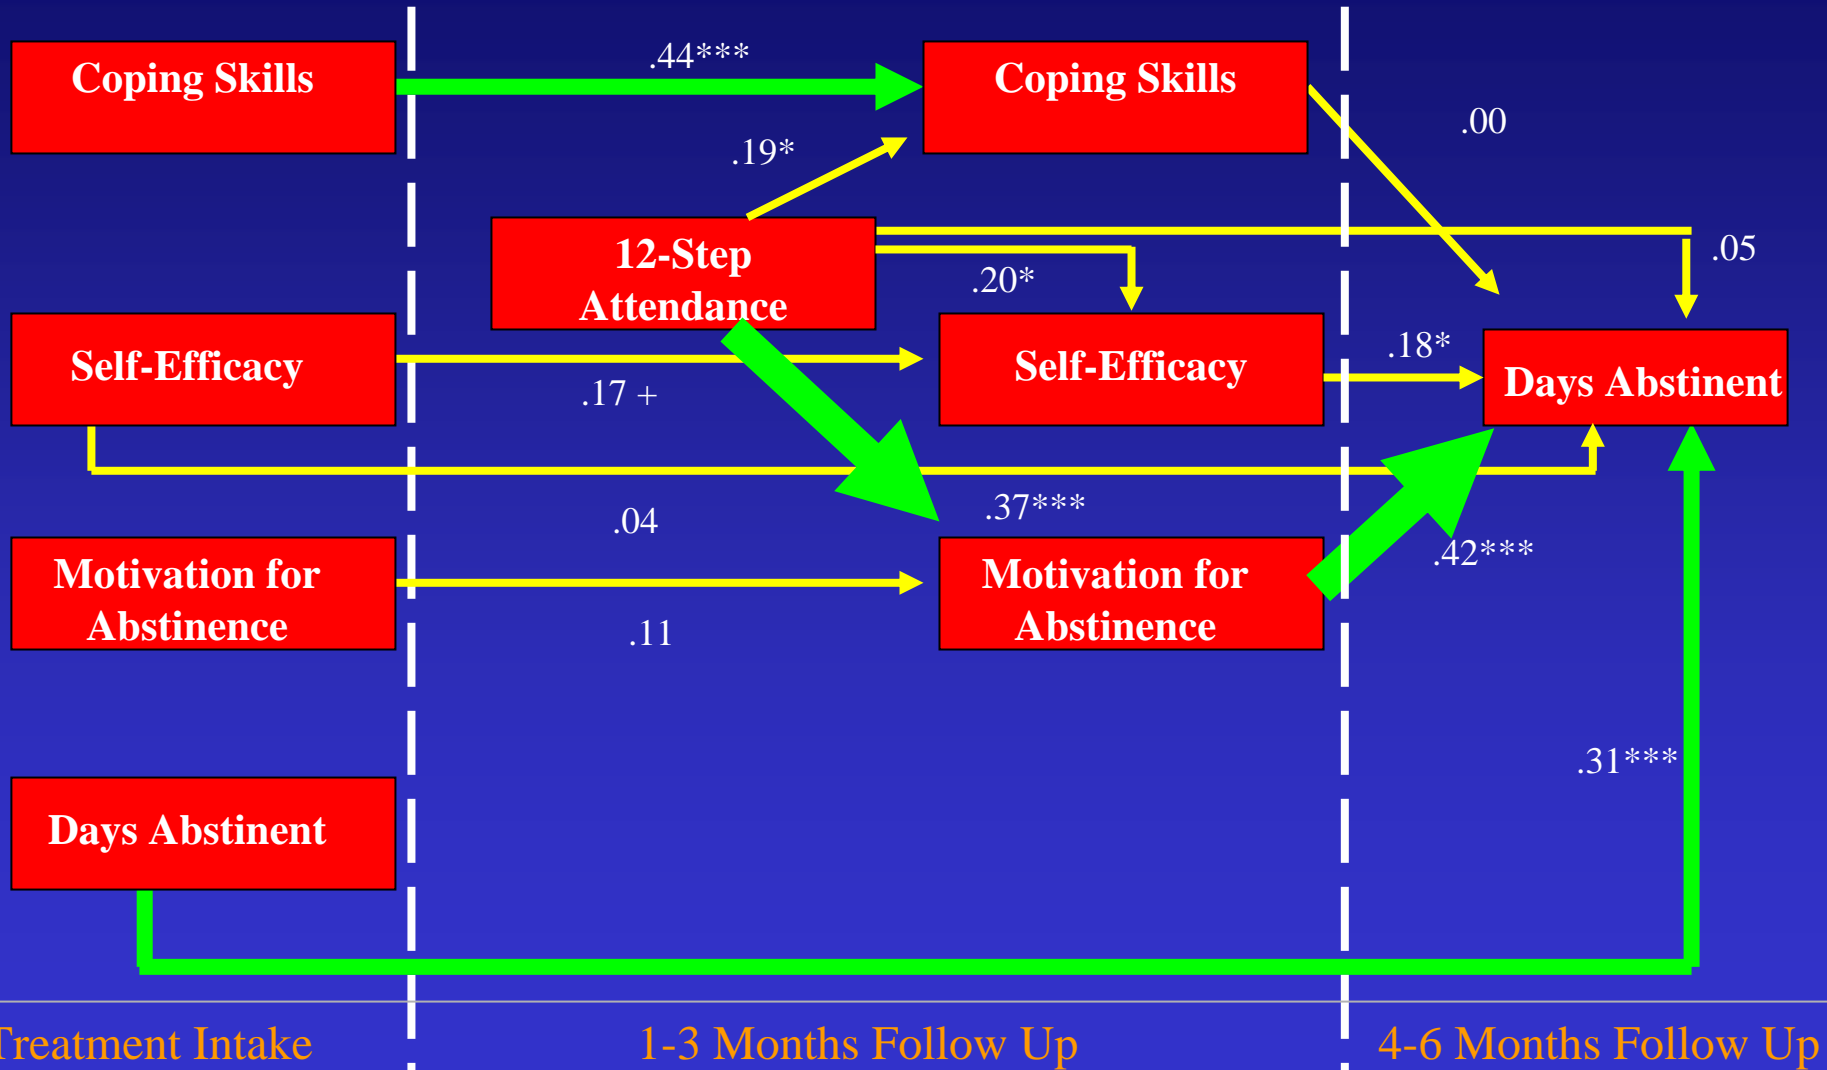 .44***
Coping Skills
Coping Skills
.00
.19*
12-Step
Attendance
.05
.20*
Self-Efficacy
.17 +
Self-Efficacy
.18*
Days Abstinent
.04
.37***
.42***
Motivation for
Abstinence
.11
Motivation for
Abstinence
.31***
Days Abstinent
Treatment Intake
1-3 Months Follow Up
4-6 Months Follow Up